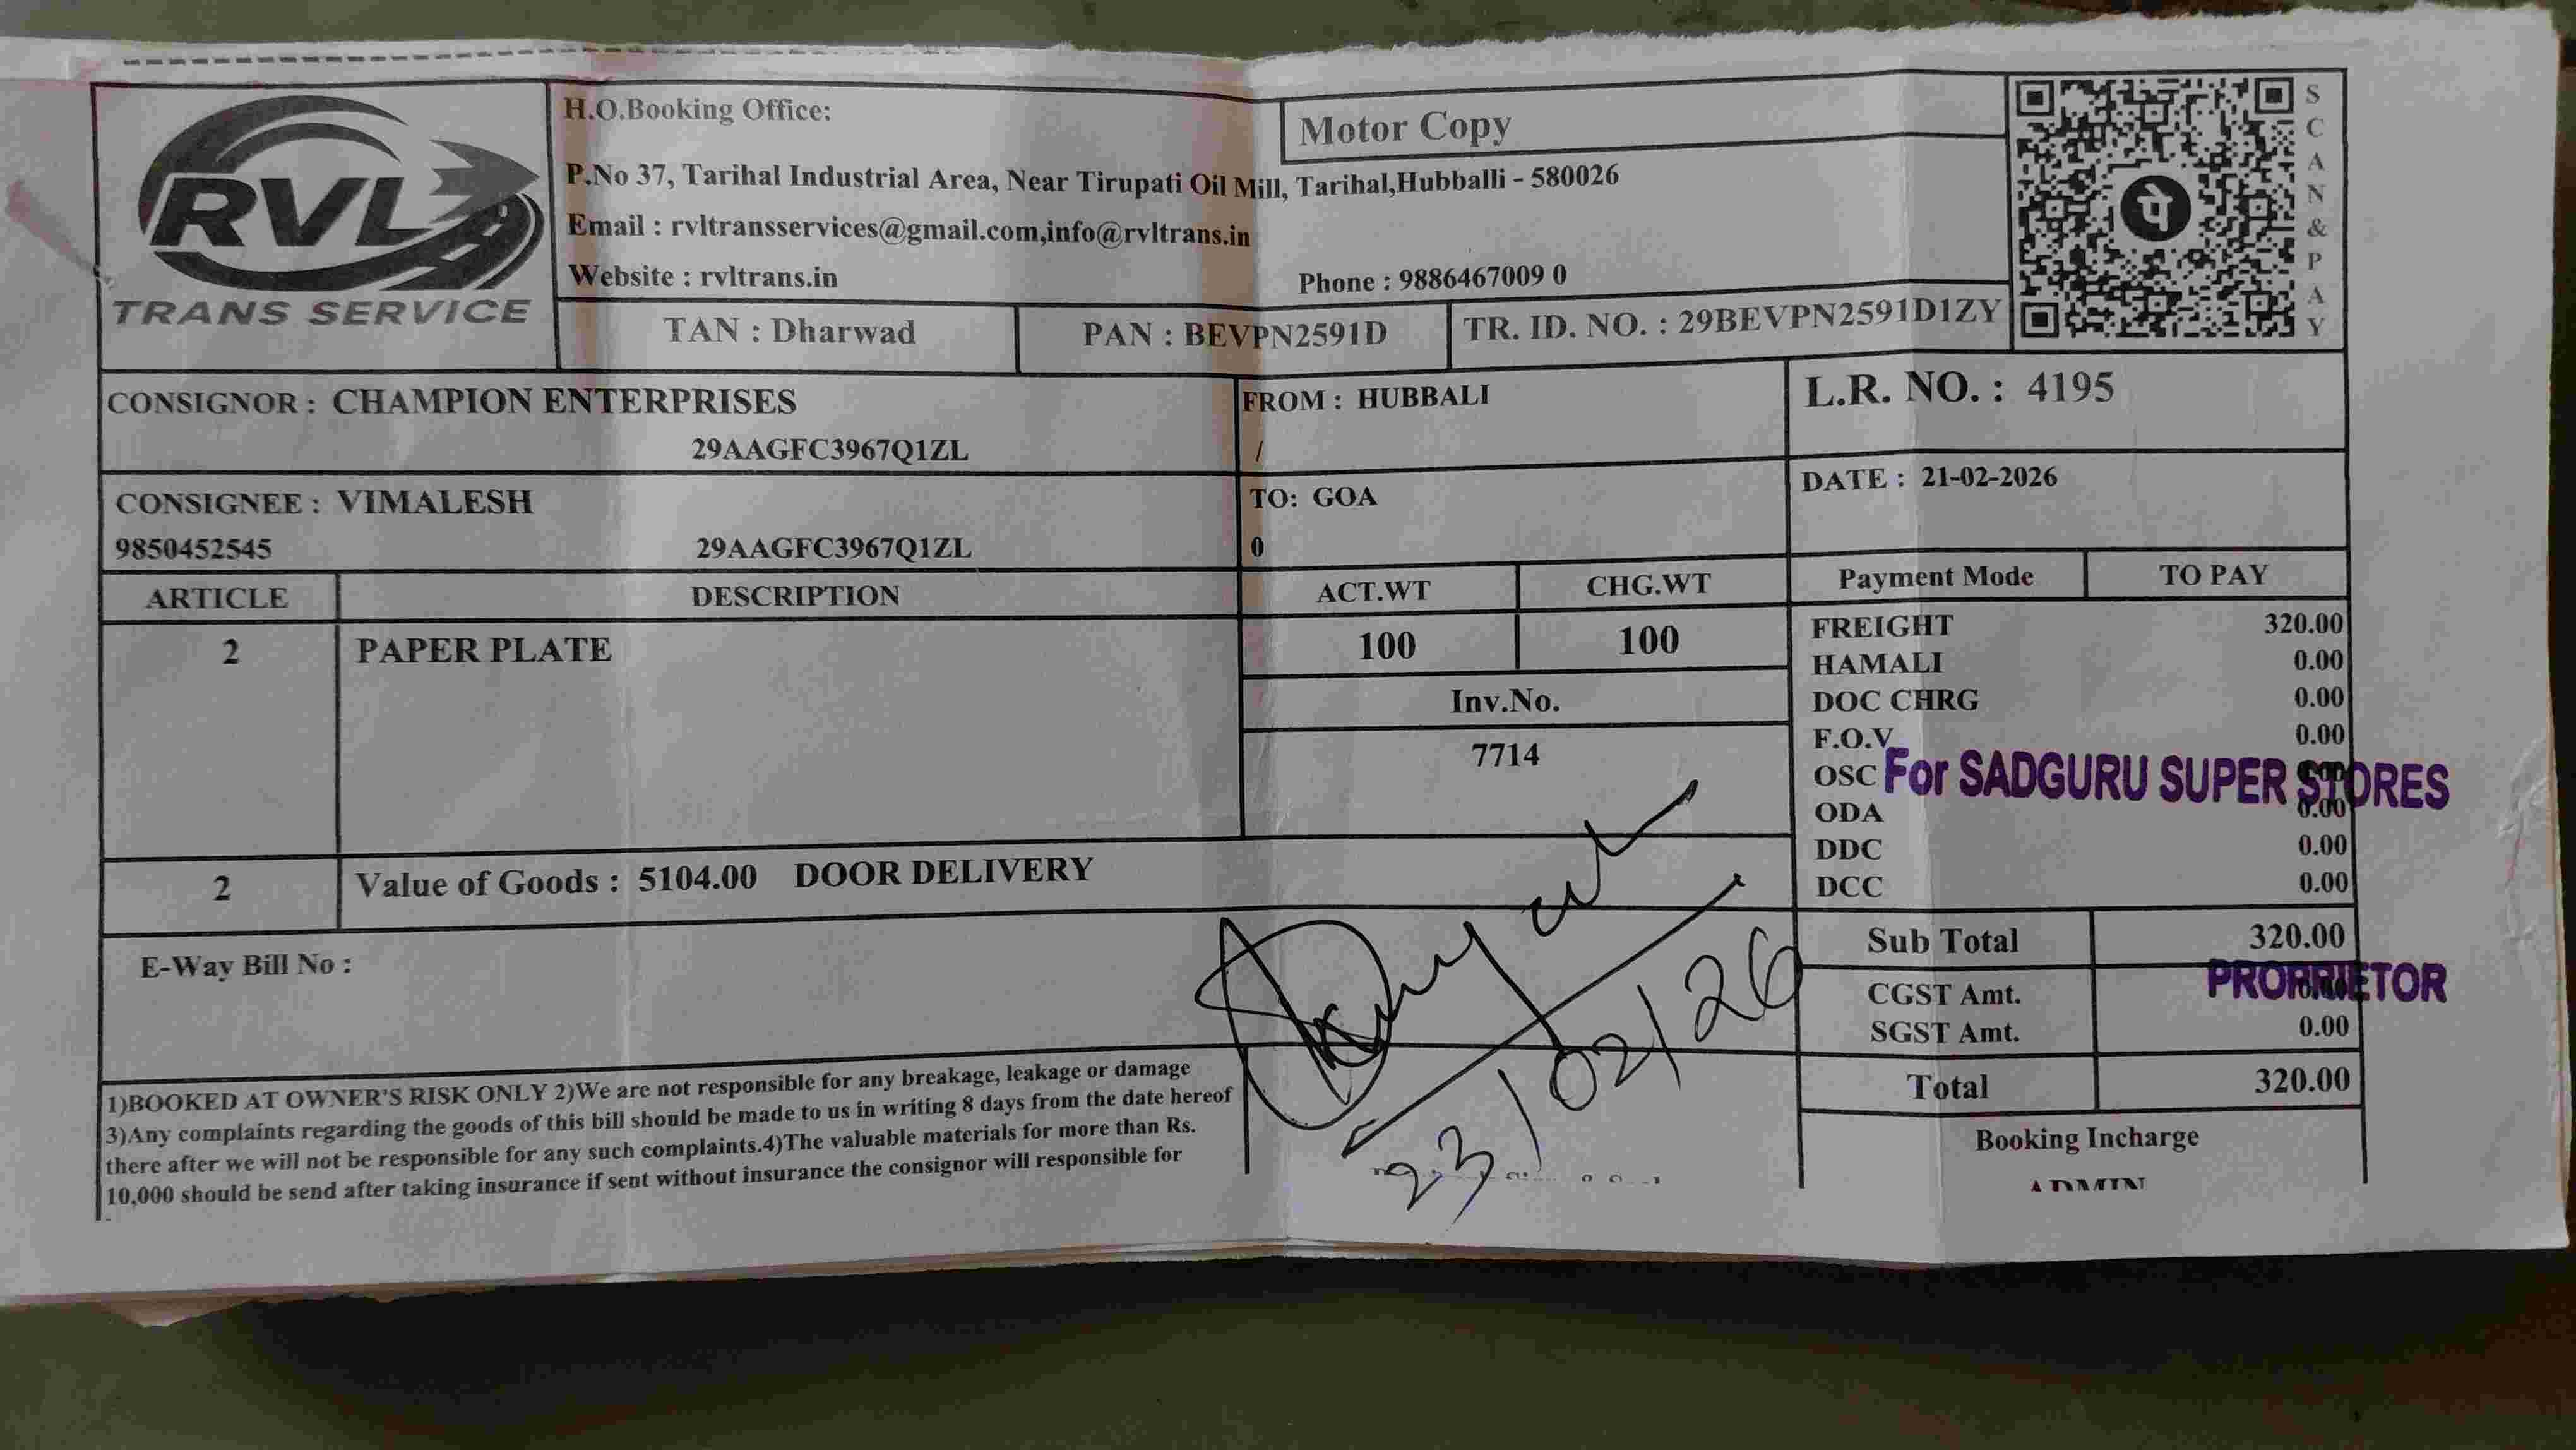 RVL
TRANS SERVICE
H.O.Booking Office:
Motor Copy
P.No 37, Tarihal Industrial Area, Near Tirupati Oil Mill, Tarihal,Hubballi - 580026
Email : rvltransservices@gmail.com,info@rvltrans.in
Website : rvltrans.in
Phone : 9886467009 0
TAN : Dharwad
PAN : BEVPN2591D
TR. ID. NO. : 29BEVPN2591D1ZY
पे
SCAN&PAY
CONSIGNOR : CHAMPION ENTERPRISES
29AAGFC3967Q1ZL
FROM : HUBBALI
/
L.R. NO. : 4195
CONSIGNEE : VIMALESH
9850452545 29AAGFC3967Q1ZL
TO: GOA
0
DATE : 21-02-2026
ARTICLE DESCRIPTION ACT.WT CHG.WT
Payment Mode TO PAY
2 PAPER PLATE 100 100
Inv.No.
7714
FREIGHT 320.00
HAMALI 0.00
DOC CHRG 0.00
F.O.V 0.00
OSC
For SADGURU SUPER STORES
ODA 0.00
DDC 0.00
DCC 0.00
2 Value of Goods : 5104.00 DOOR DELIVERY
Sub Total 320.00
E-Way Bill No :
CGST Amt.
PROPRIETOR
SGST Amt. 0.00
Total 320.00
23/02/26
1)BOOKED AT OWNER'S RISK ONLY 2)We are not responsible for any breakage, leakage or damage
3)Any complaints regarding the goods of this bill should be made to us in writing 8 days from the date hereof
there after we will not be responsible for any such complaints.4)The valuable materials for more than Rs.
10,000 should be send after taking insurance if sent without insurance the consignor will responsible for
Booking Incharge
ADMIN